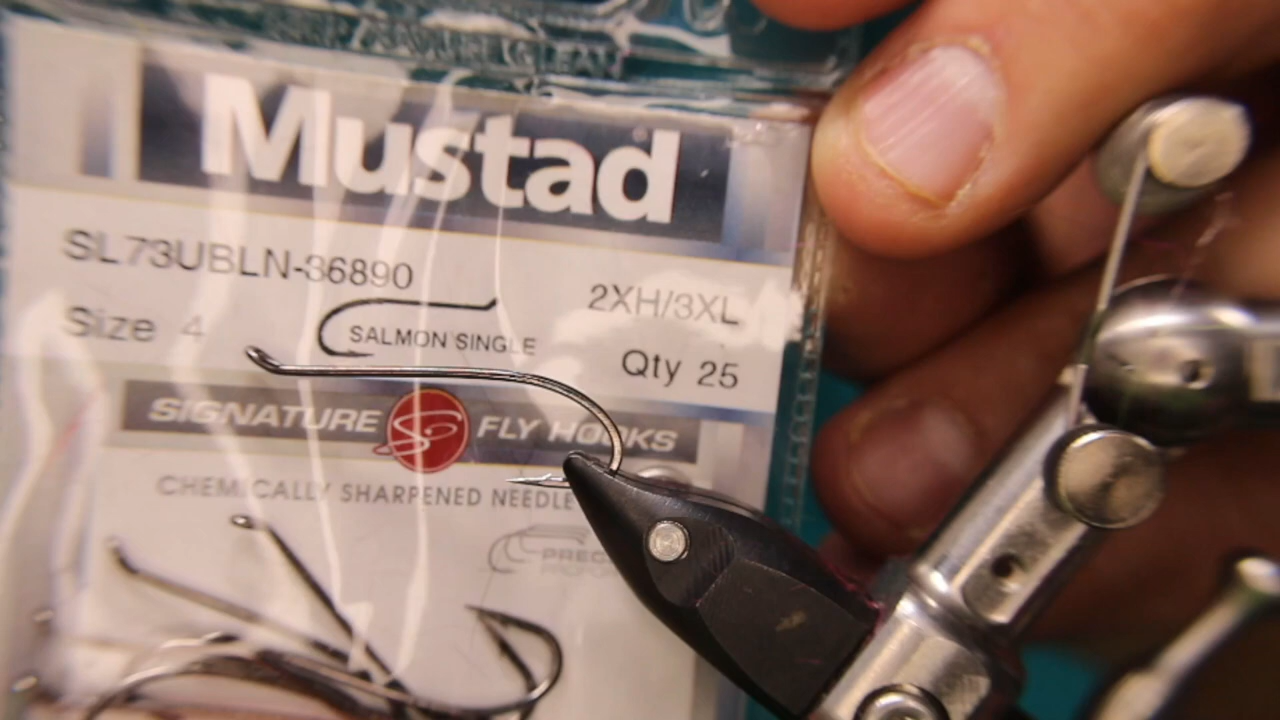 Mustad
SL73UBLN-36890
2XH/3XL
Size 4
SALMON SINGLE
Qty 25
SIGNATURE FLY HOOKS
CHEMICALLY SHARPENED NEEDLE